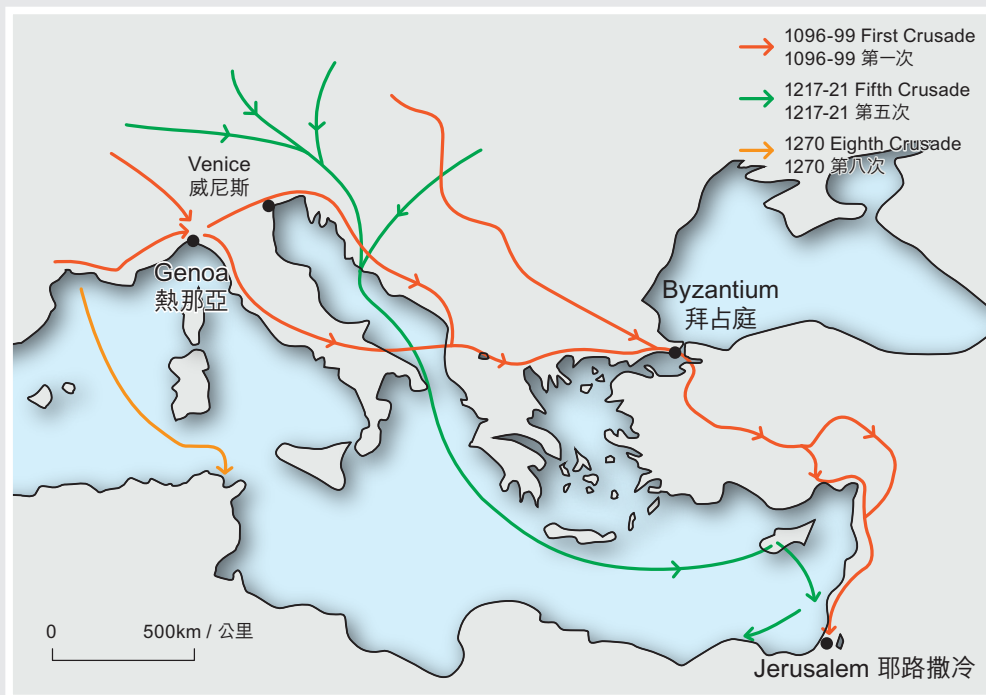 1096-99 First Crusade
1096-99 第一次
1217-21 Fifth Crusade
1217-21 第五次
1270 Eighth Crusade
1270 第八次
Venice
威尼斯
Genoa
熱那亞
Byzantium
拜占庭
0 500km / 公里
Jerusalem 耶路撒冷